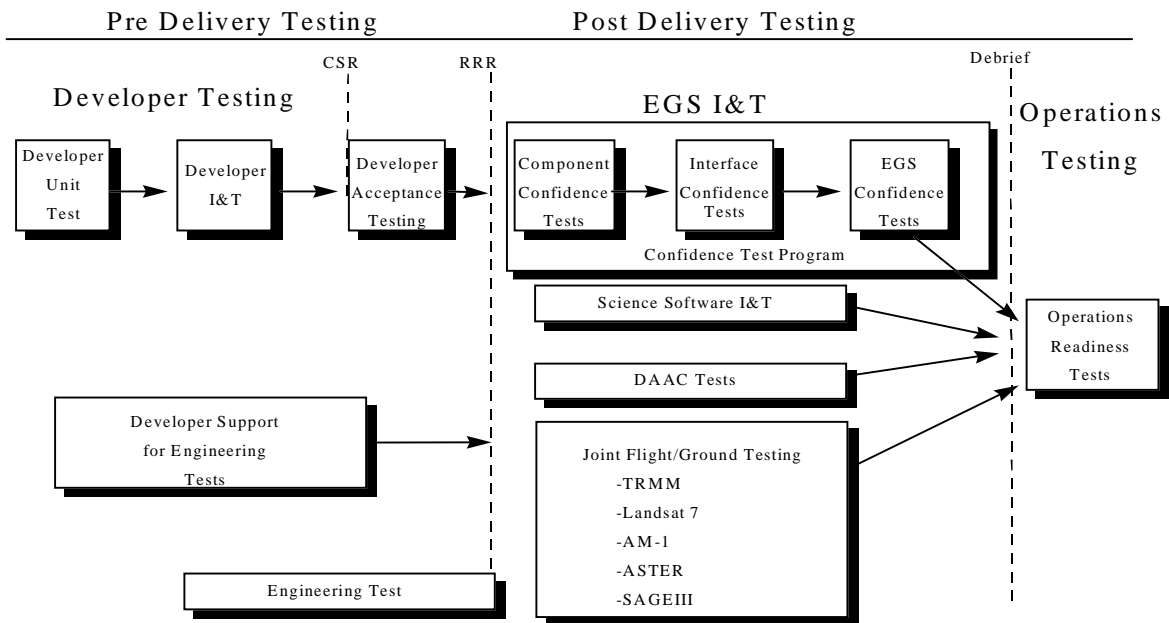 Pre Delivery Testing
Post Delivery Testing
CSR
RRR
Debrief
Developer Testing
EGS I&T
Operations
Testing
Developer
Unit
Test
Developer
I&T
Developer
Acceptance
Testing
Component
Confidence
Tests
Interface
Confidence
Tests
EGS
Confidence
Tests
Confidence Test Program
Science Software I&T
DAAC Tests
Operations
Readiness
Tests
Developer Support
for Engineering
Tests
Joint Flight/Ground Testing
-TRMM
-Landsat 7
-AM-1
-ASTER
-SAGEIII
Engineering Test